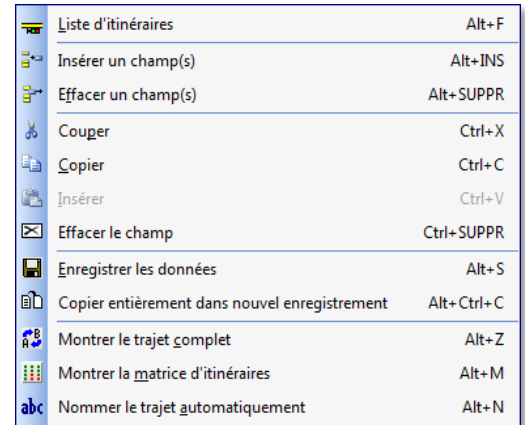 Liste d'itinéraires Alt+F
Insérer un champ(s) Alt+INS
Effacer un champ(s) Alt+SUPPR
Couper Ctrl+X
Copier Ctrl+C
Insérer Ctrl+V
Effacer le champ Ctrl+SUPPR
Enregistrer les données Alt+S
Copier entièrement dans nouvel enregistrement Alt+Ctrl+C
Montrer le trajet complet Alt+Z
Montrer la matrice d'itinéraires Alt+M
abc Nommer le trajet automatiquement Alt+N